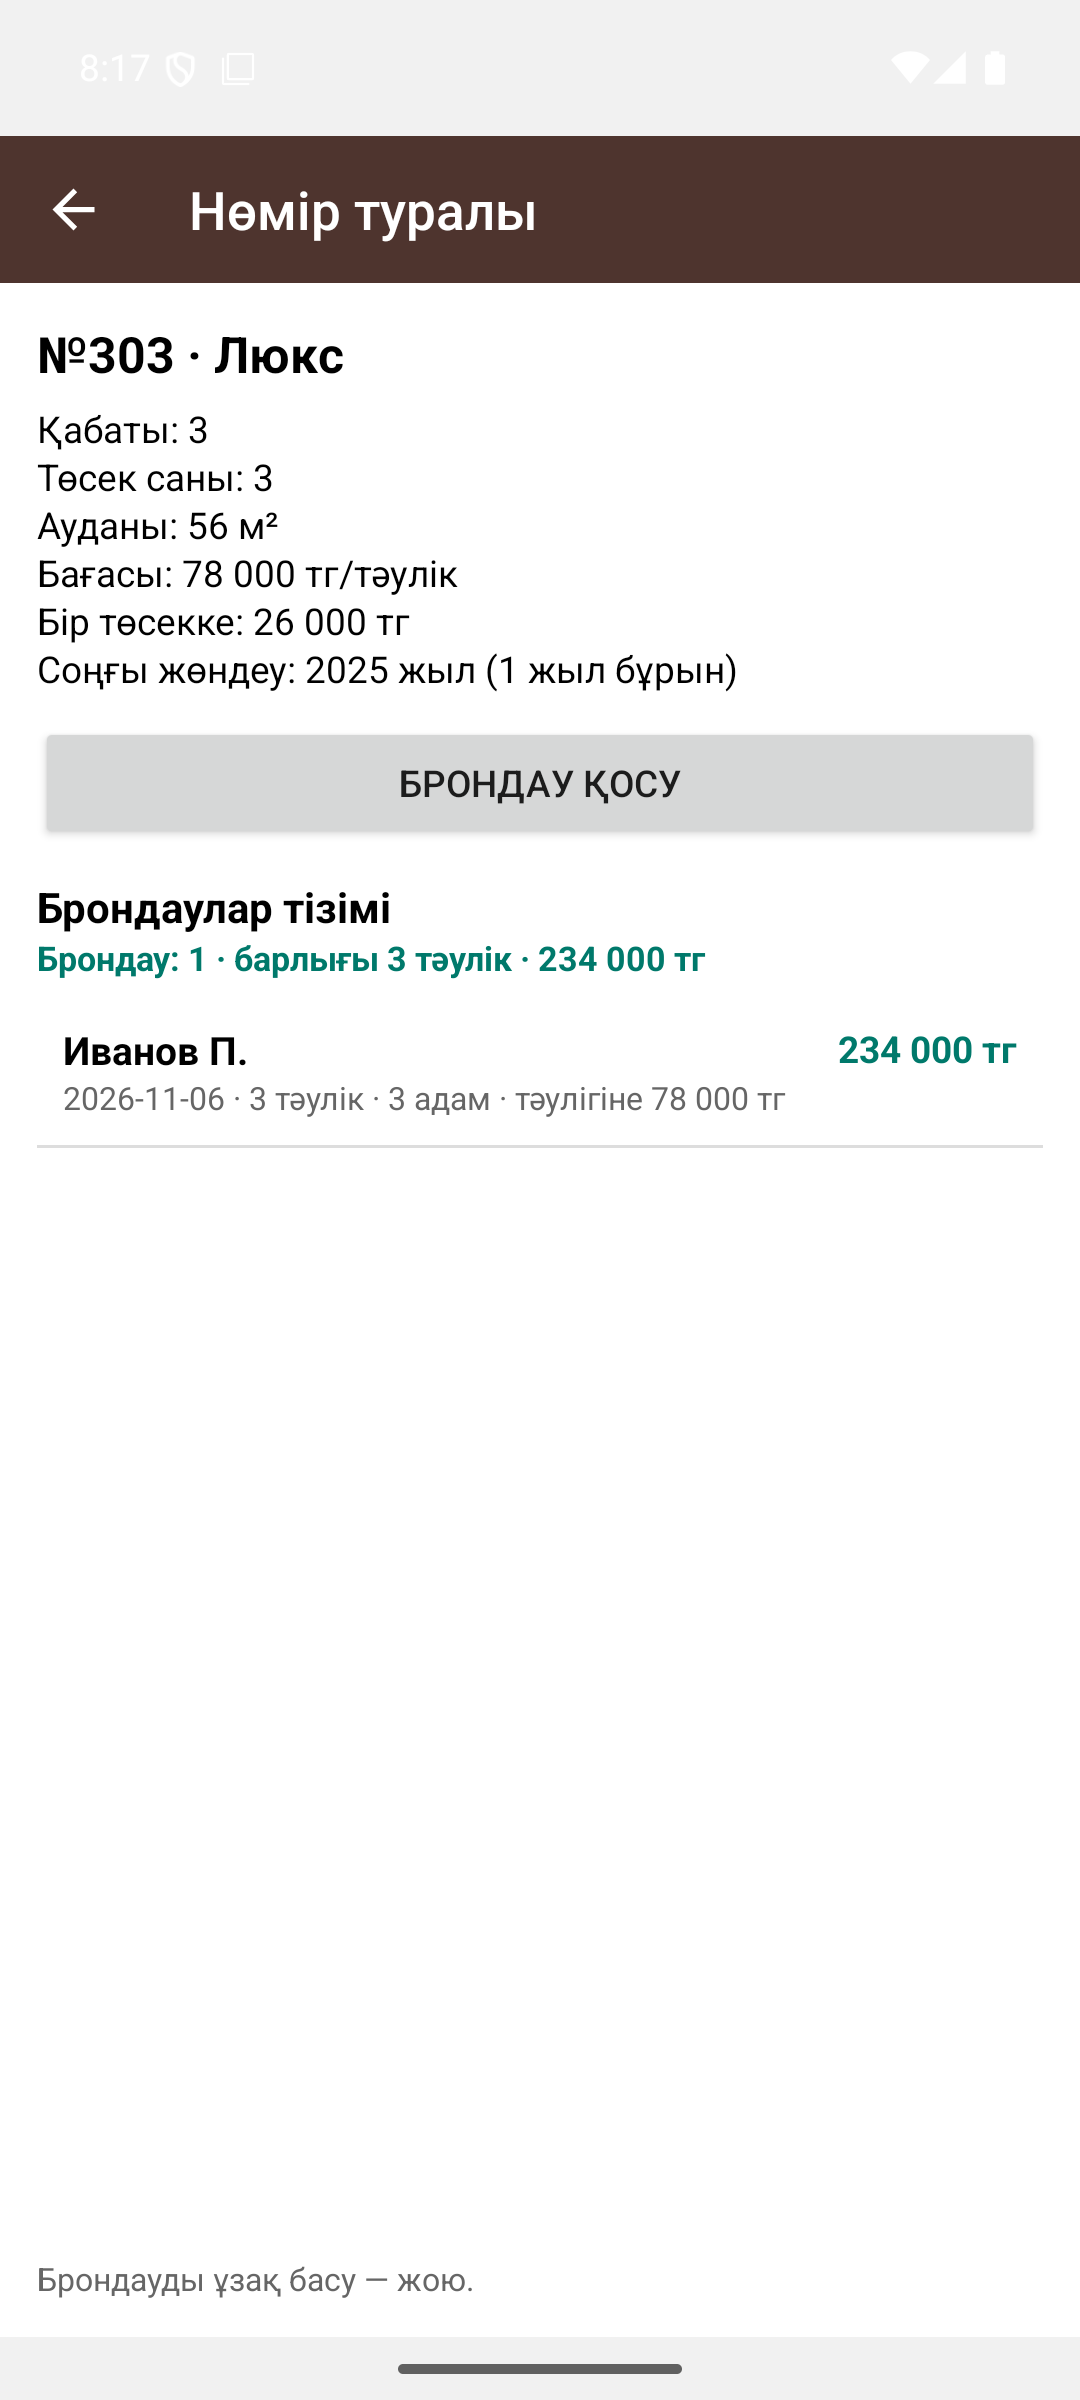 8:17
Нөмір туралы
№303 · Люкс
Қабаты: 3
Төсек саны: 3
Ауданы: 56 м²
Бағасы: 78 000 тг/тәулік
Бір төсекке: 26 000 тг
Соңғы жөндеу: 2025 жыл (1 жыл бұрын)
БРОНДАУ ҚОСУ
Брондаулар тізімі
Брондау: 1 · барлығы 3 тәулік · 234 000 тг
Иванов П.
234 000 тг
2026-11-06 · 3 тәулік · 3 адам · тәулігіне 78 000 тг
Брондауды ұзақ басу — жою.